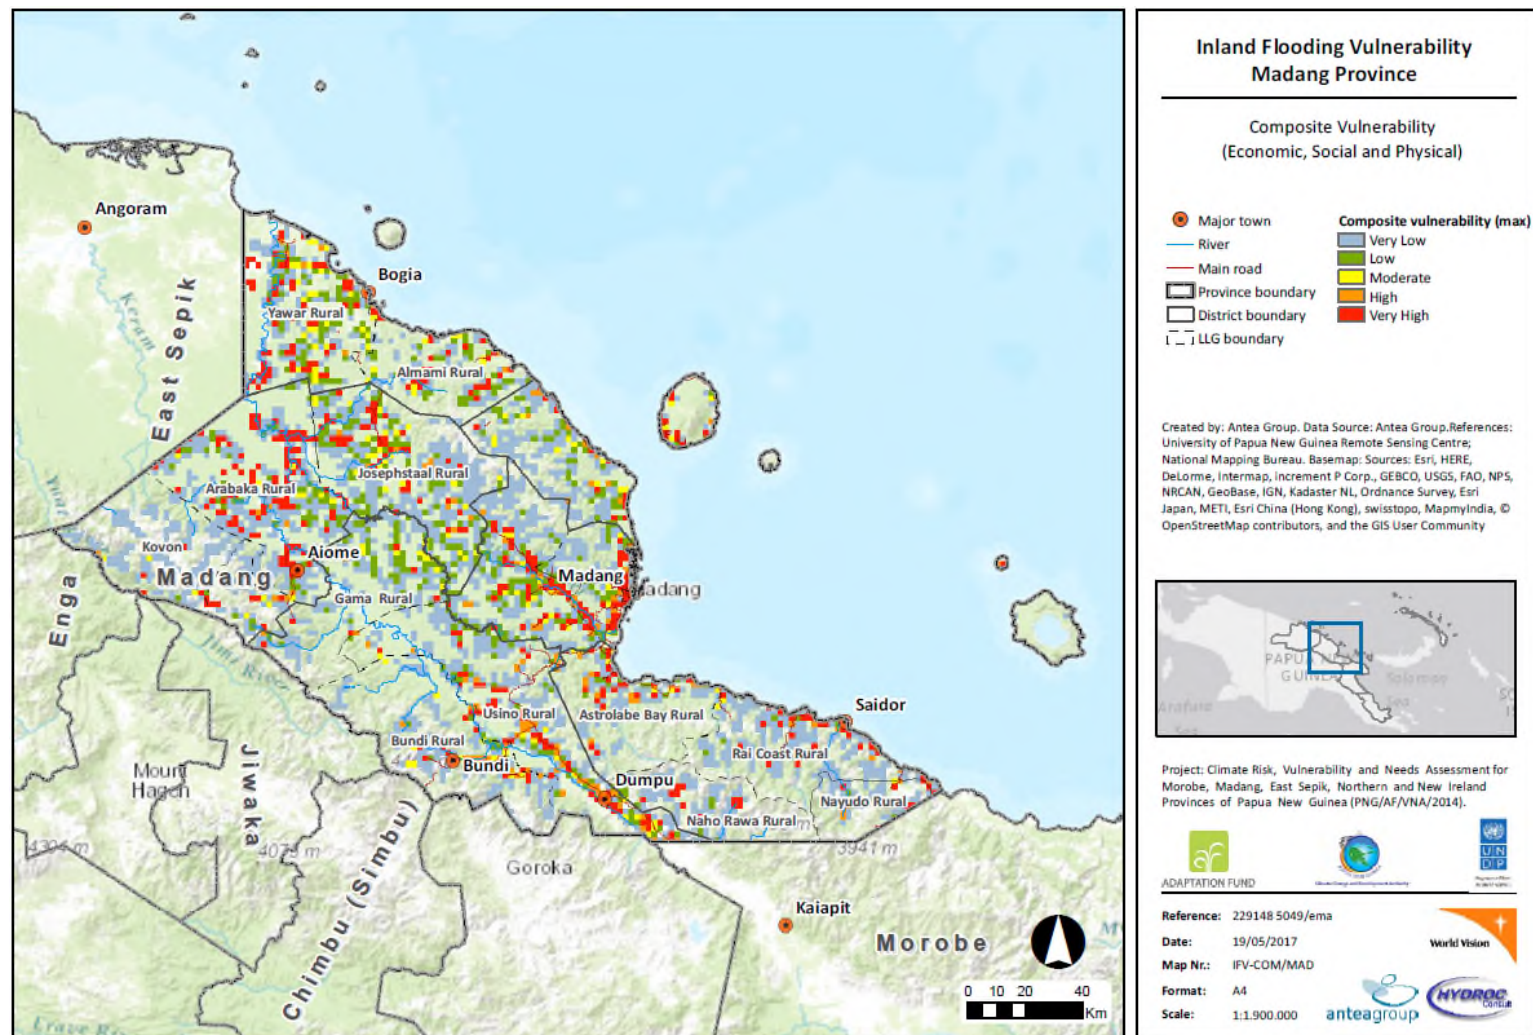 Angoram
Keram
East Sepik
Bogia
Yawar Rural
Almami Rural
Josephstaal Rural
Arabaka Rural
Kovon
Aiome
Madang
Madang
Gama Rural
Enga
Usino Rural
Astrolabe Bay Rural
Saidor
Bundi Rural
Bundi
Rai Coast Rural
Dumpu
Nayudo Rural
Naho Rawa Rural
Mount
Hagen
Jiwaka
Chimbu (Simbu)
4073 m
3941 m
Goroka
Kaiapit
Morobe
0 10 20 40
Km
Inland Flooding Vulnerability
Madang Province
Composite Vulnerability
(Economic, Social and Physical)
Major town
River
Main road
Province boundary
District boundary
LLG boundary
Composite vulnerability (max)
Very Low
Low
Moderate
High
Very High
Created by: Antea Group. Data Source: Antea Group.References:
University of Papua New Guinea Remote Sensing Centre;
National Mapping Bureau. Basemap: Sources: Esri, HERE,
DeLorme, Intermap, increment P Corp., GEBCO, USGS, FAO, NPS,
NRCAN, GeoBase, IGN, Kadaster NL, Ordnance Survey, Esri
Japan, METI, Esri China (Hong Kong), swisstopo, MapmyIndia, ©
OpenStreetMap contributors, and the GIS User Community
Project: Climate Risk, Vulnerability and Needs Assessment for
Morobe, Madang, East Sepik, Northern and New Ireland
Provinces of Papua New Guinea (PNG/AF/VNA/2014).
af
ADAPTATION FUND
UN
DP
Reference: 229148 5049/ema
Date: 19/05/2017
Map Nr.: IFV-COM/MAD
Format: A4
Scale: 1:1.900.000
World Vision
anteagroup
HYDROC
Consult